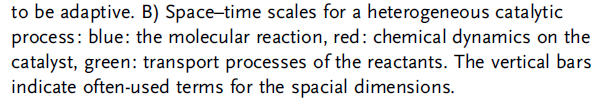 to be adaptive. B) Space–time scales for a heterogeneous catalytic
process: blue: the molecular reaction, red: chemical dynamics on the
catalyst, green: transport processes of the reactants. The vertical bars
indicate often-used terms for the spacial dimensions.